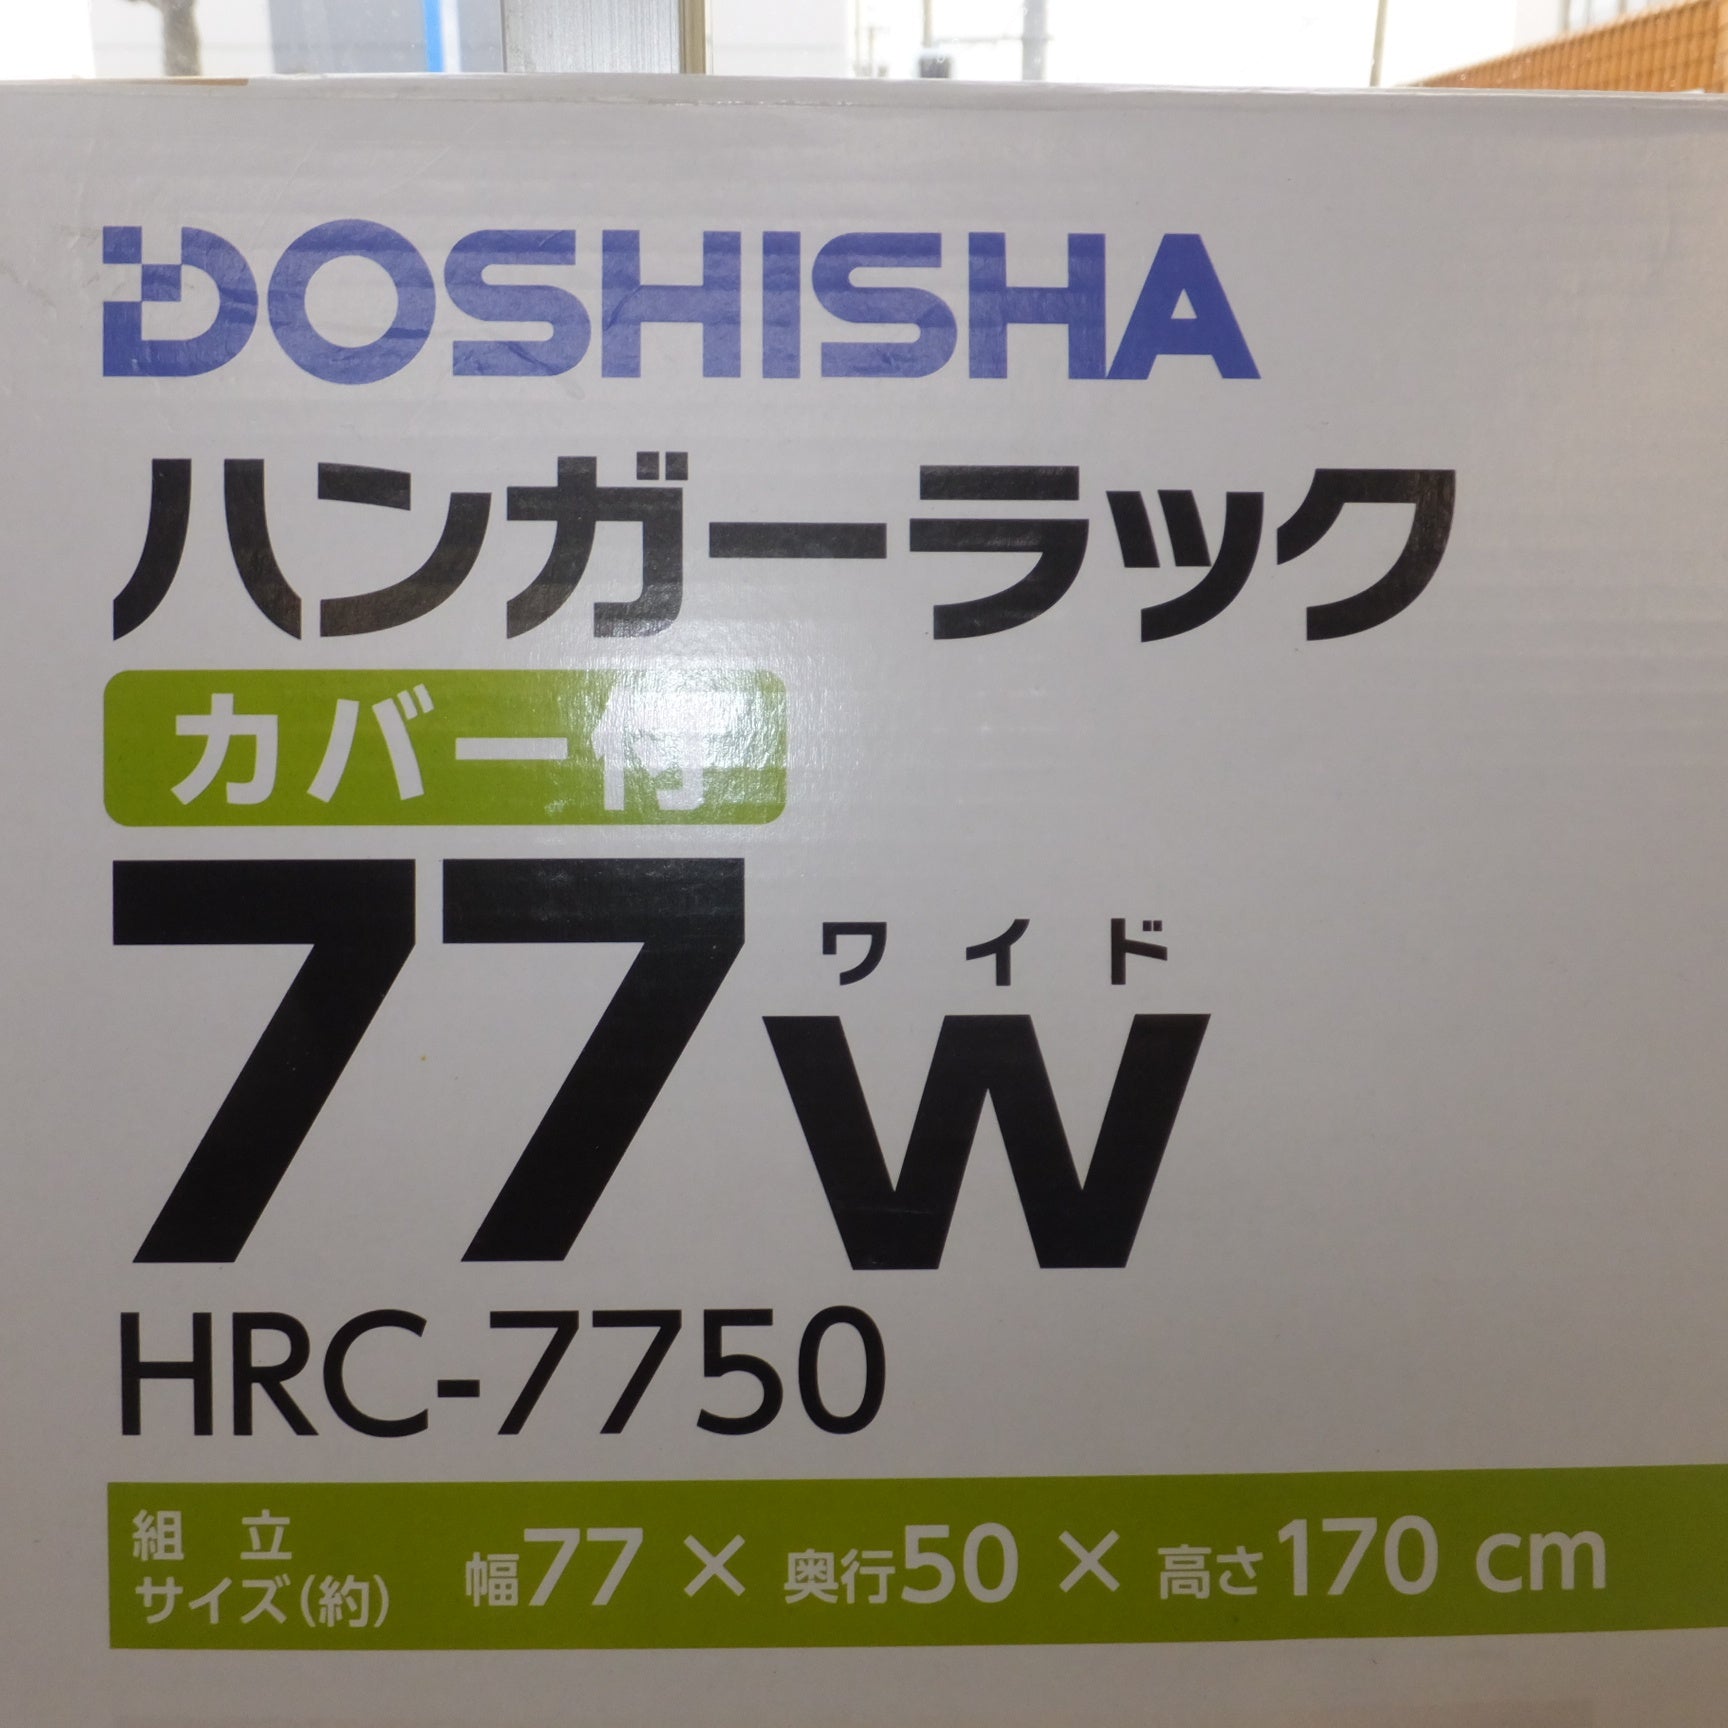 DOSHISHA
ハンガーラック
カバー付
ワイド
77W
HRC-7750
組立
サイズ(約) 幅77×奥行50×高さ170 cm